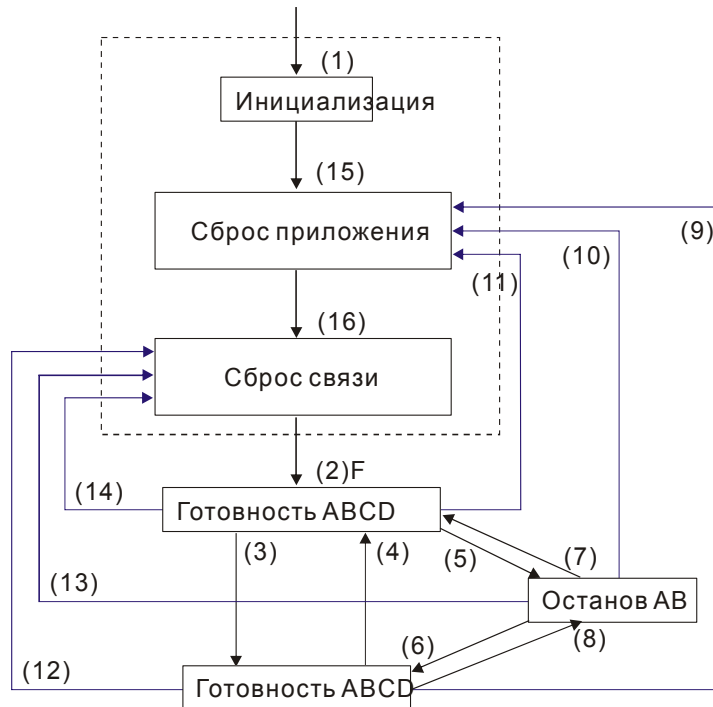 (1)
Инициализация
(15)
Сброс приложения
(9)
(10)
(11)
(16)
Сброс связи
(2)F
(14)
Готовность ABCD
(3)
(4)
(5)
(7)
(13)
Останов AB
(6)
(8)
(12)
Готовность ABCD